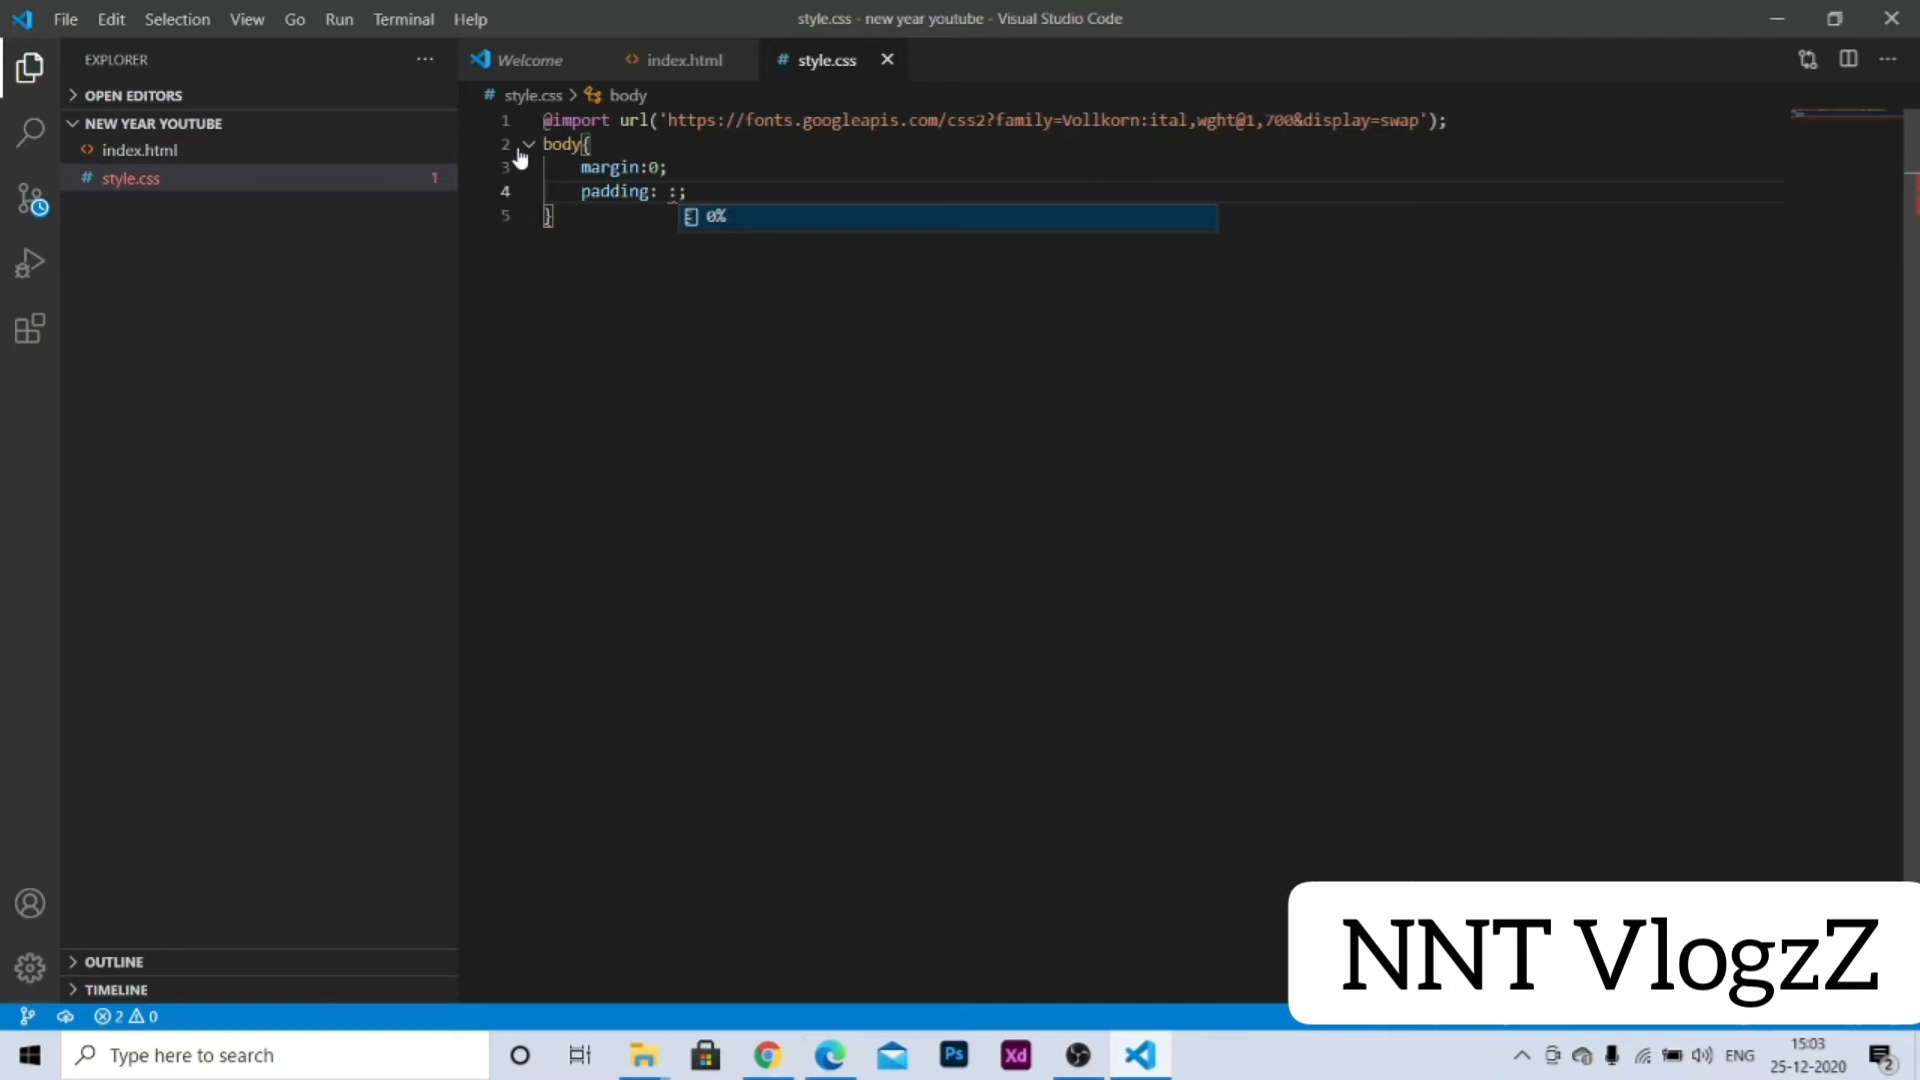 File Edit Selection View Go Run Terminal Help
style.css - new year youtube - Visual Studio Code
EXPLORER
Welcome
index.html
# style.css
OPEN EDITORS
# style.css > body
NEW YEAR YOUTUBE
index.html
# style.css 1
1 @import url('https://fonts.googleapis.com/css2?family=Vollkorn:ital,wght@1,700&display=swap');
2 body{
3 margin:0;
4 padding: :;
5 }
0%
OUTLINE
TIMELINE
2 0
NNT VlogzZ
Type here to search
Ps
Xd
ENG
15:03
25-12-2020
2